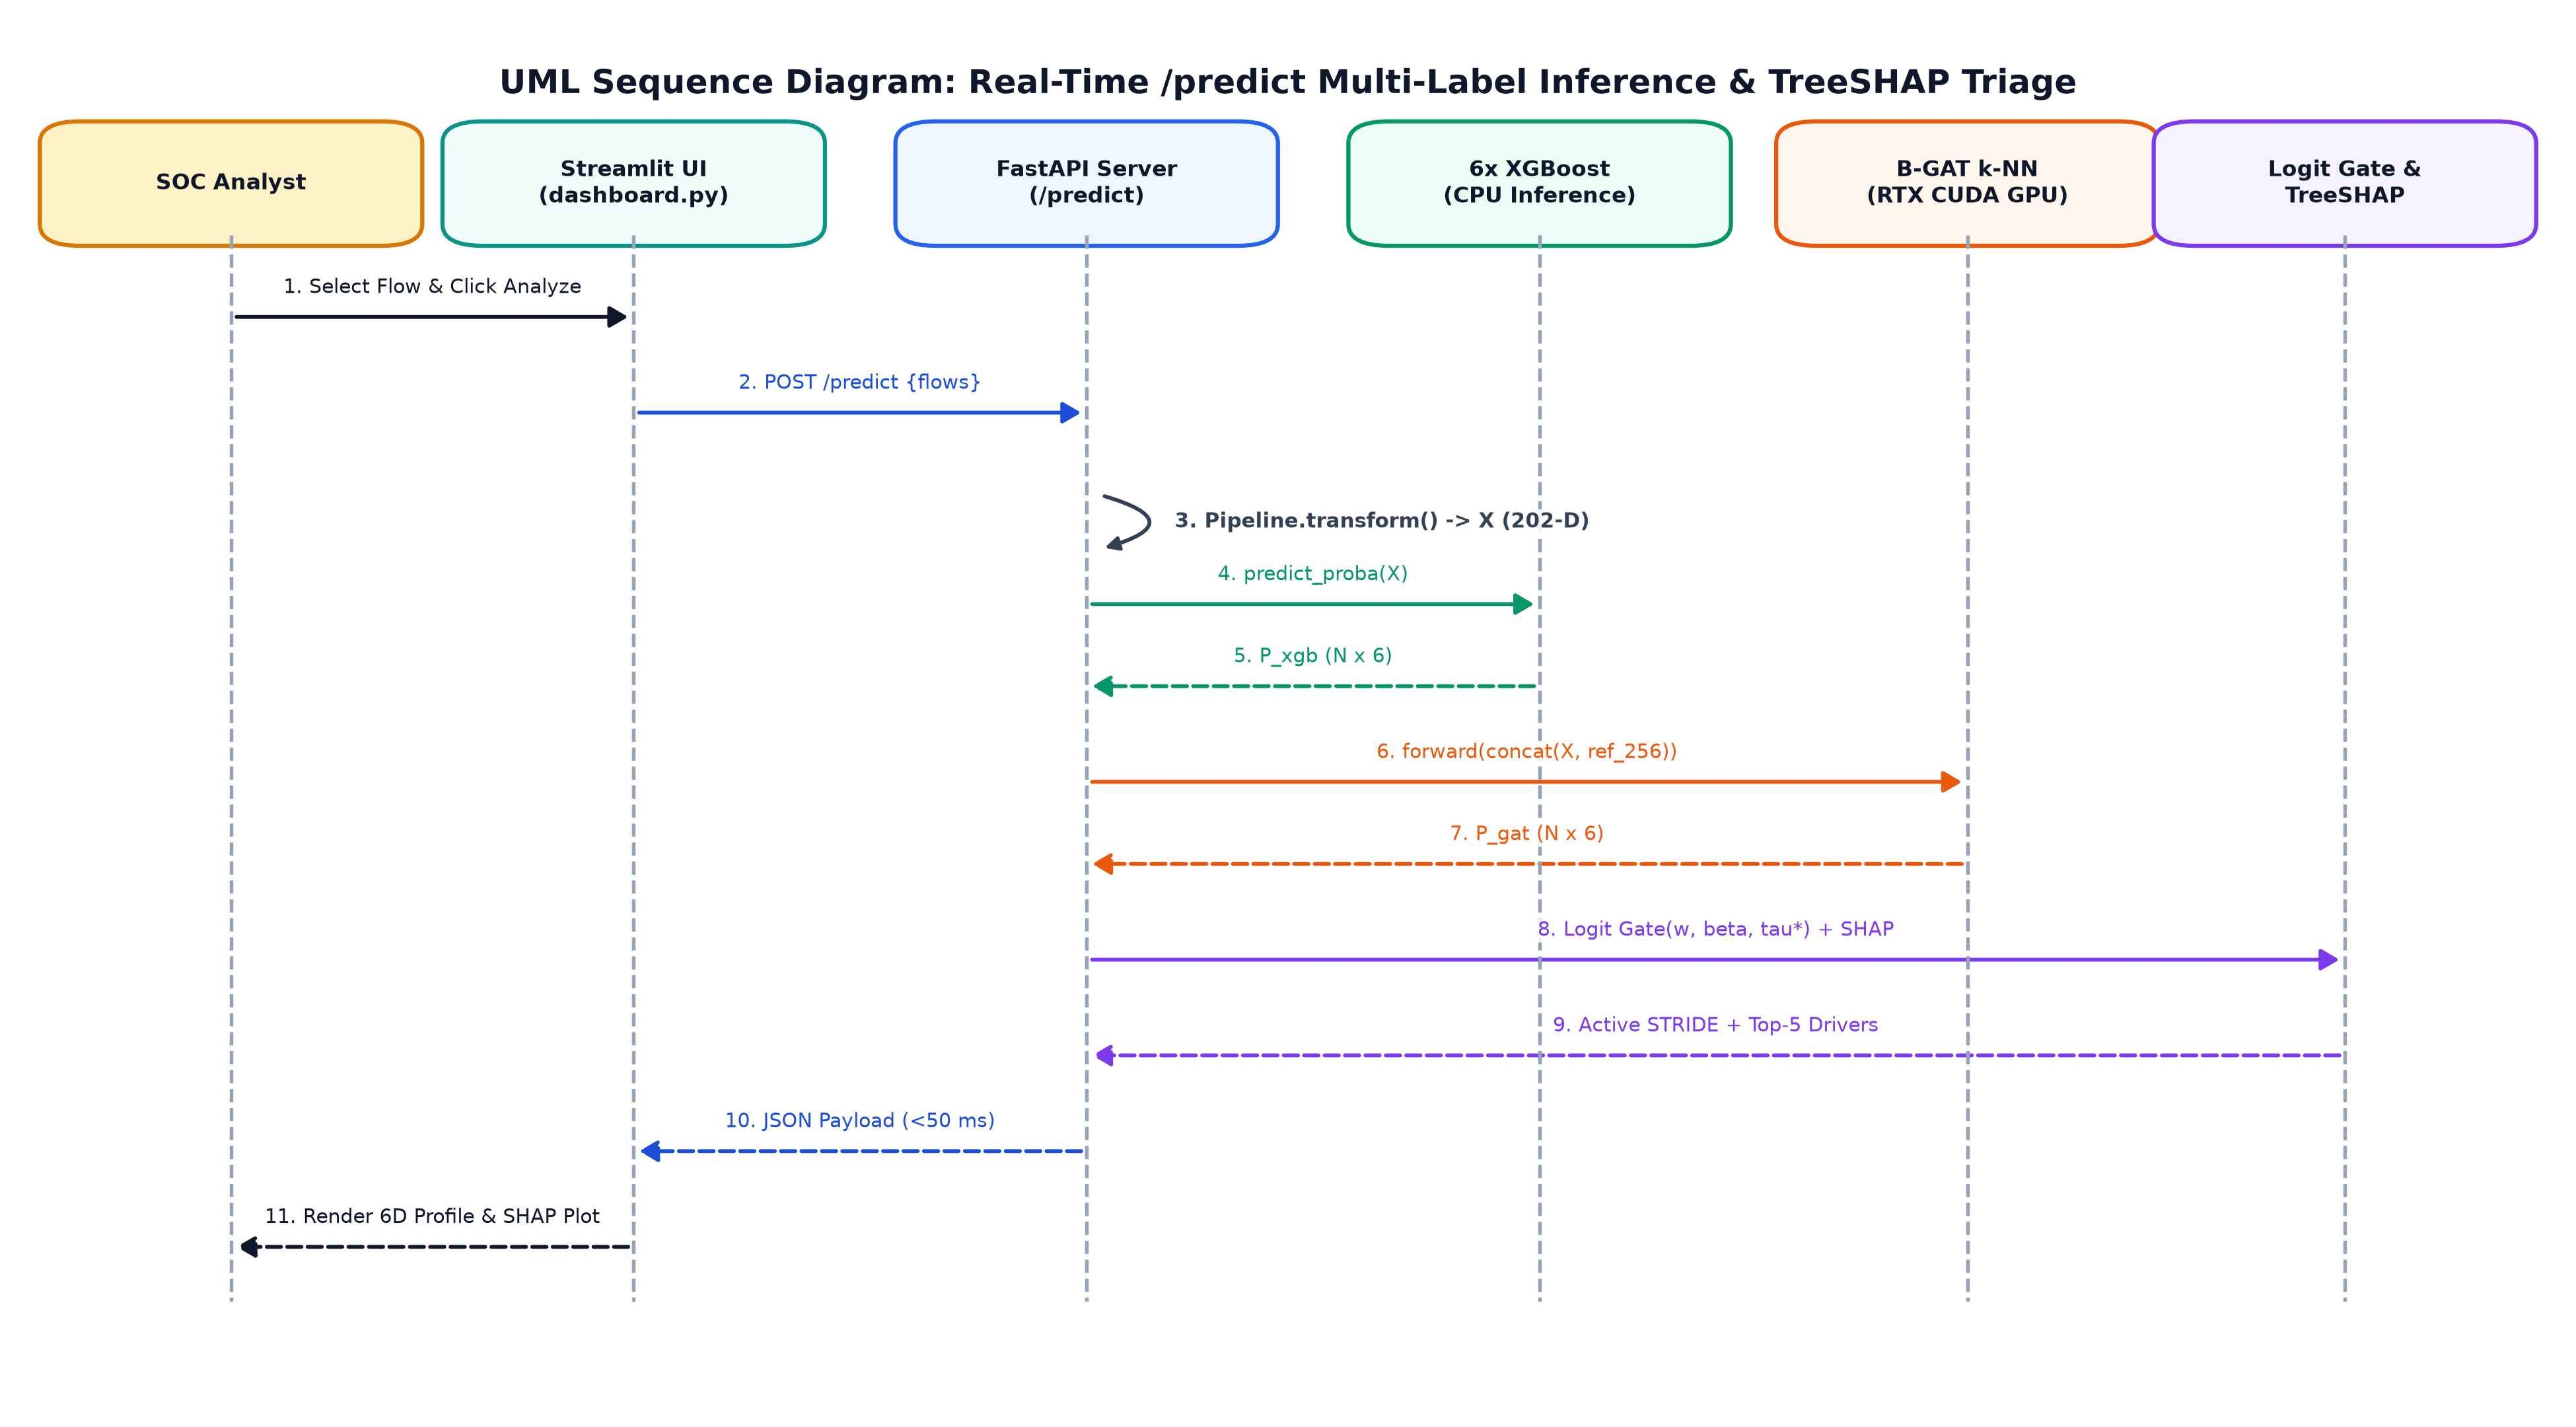 UML Sequence Diagram: Real-Time /predict Multi-Label Inference & TreeSHAP Triage
SOC Analyst
Streamlit UI
(dashboard.py)
FastAPI Server
(/predict)
6x XGBoost
(CPU Inference)
B-GAT k-NN
(RTX CUDA GPU)
Logit Gate &
TreeSHAP
1. Select Flow & Click Analyze
2. POST /predict {flows}
3. Pipeline.transform() -> X (202-D)
4. predict_proba(X)
5. P_xgb (N x 6)
6. forward(concat(X, ref_256))
7. P_gat (N x 6)
8. Logit Gate(w, beta, tau*) + SHAP
9. Active STRIDE + Top-5 Drivers
10. JSON Payload (<50 ms)
11. Render 6D Profile & SHAP Plot